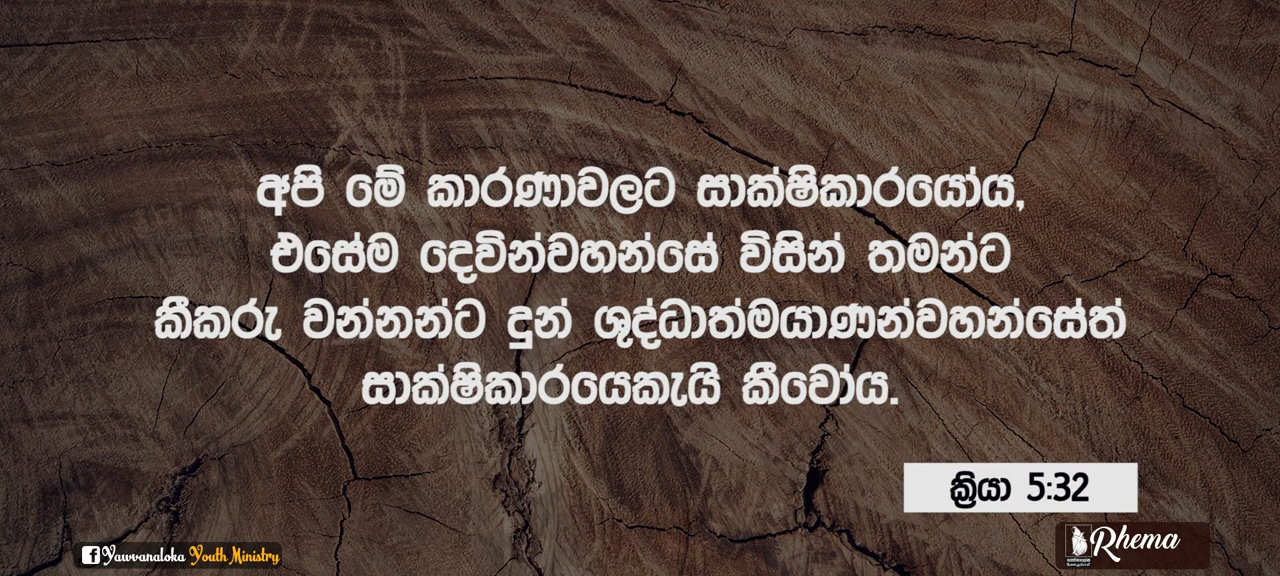 අපි මේ කාරණාවලට සාක්ෂිකාරයෝය,
එසේම දෙවින්වහන්සේ විසින් තමන්ට
කීකරු වන්නන්ට දුන් ශුද්ධාත්මයාණන්වහන්සේත්
සාක්ෂිකාරයෙකැයි කීවෝය.
ක්‍රියා 5:32
Yawvanaloka Youth Ministry
Rhema